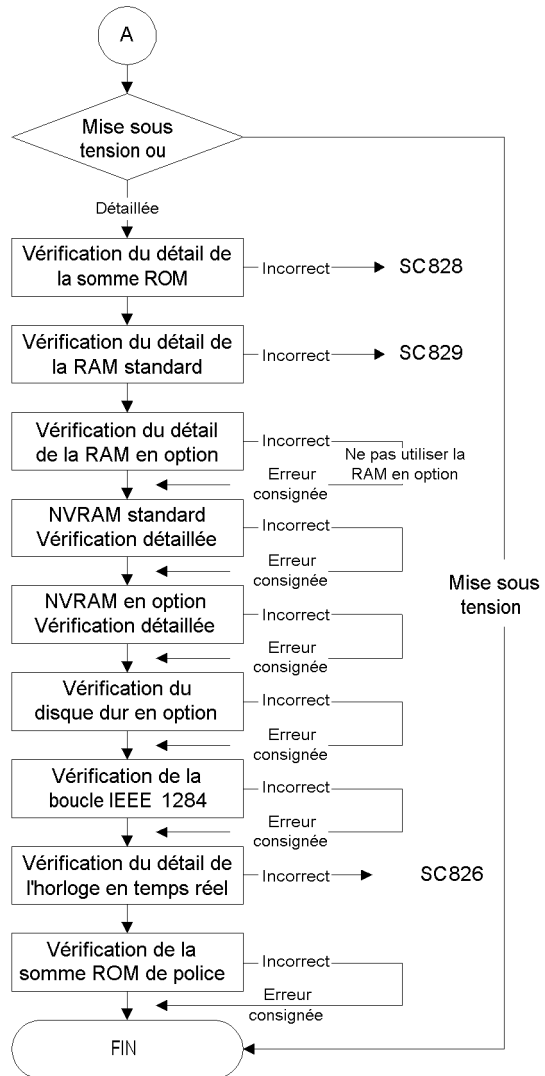 A
Mise sous
tension ou
Détaillée
Vérification du détail de
la somme ROM
Incorrect
SC828
Vérification du détail de
la RAM standard
Incorrect
SC829
Vérification du détail
de la RAM en option
Incorrect
Ne pas utiliser la
RAM en option
Erreur
consignée
NVRAM standard
Vérification détaillée
Incorrect
Erreur
consignée
NVRAM en option
Vérification détaillée
Incorrect
Erreur
consignée
Mise sous
tension
Vérification du
disque dur en option
Incorrect
Erreur
consignée
Vérification de la
boucle IEEE 1284
Incorrect
Erreur
consignée
Vérification du détail de
l'horloge en temps réel
Incorrect
SC826
Vérification de la
somme ROM de police
Incorrect
Erreur
consignée
FIN